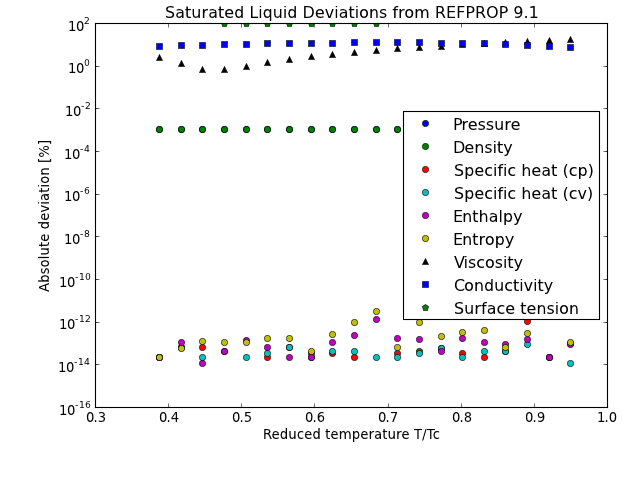 Saturated Liquid Deviations from REFPROP 9.1
10^2
10^0
10^-2
10^-4
10^-6
10^-8
10^-10
10^-12
10^-14
10^-16
Absolute deviation [%]
Pressure
Density
Specific heat (cp)
Specific heat (cv)
Enthalpy
Entropy
Viscosity
Conductivity
Surface tension
0.3 0.4 0.5 0.6 0.7 0.8 0.9 1.0
Reduced temperature T/Tc